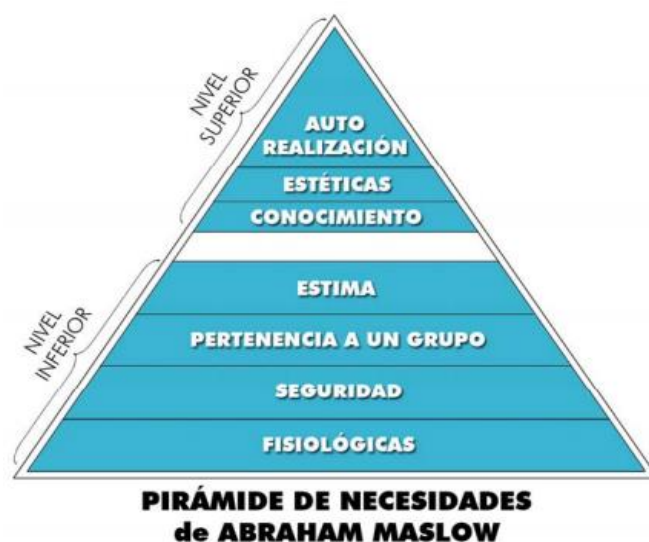 NIVEL
SUPERIOR
AUTO
REALIZACIÓN
ESTÉTICAS
CONOCIMIENTO
NIVEL
INFERIOR
ESTIMA
PERTENENCIA A UN GRUPO
SEGURIDAD
FISIOLÓGICAS
PIRÁMIDE DE NECESIDADES
de ABRAHAM MASLOW